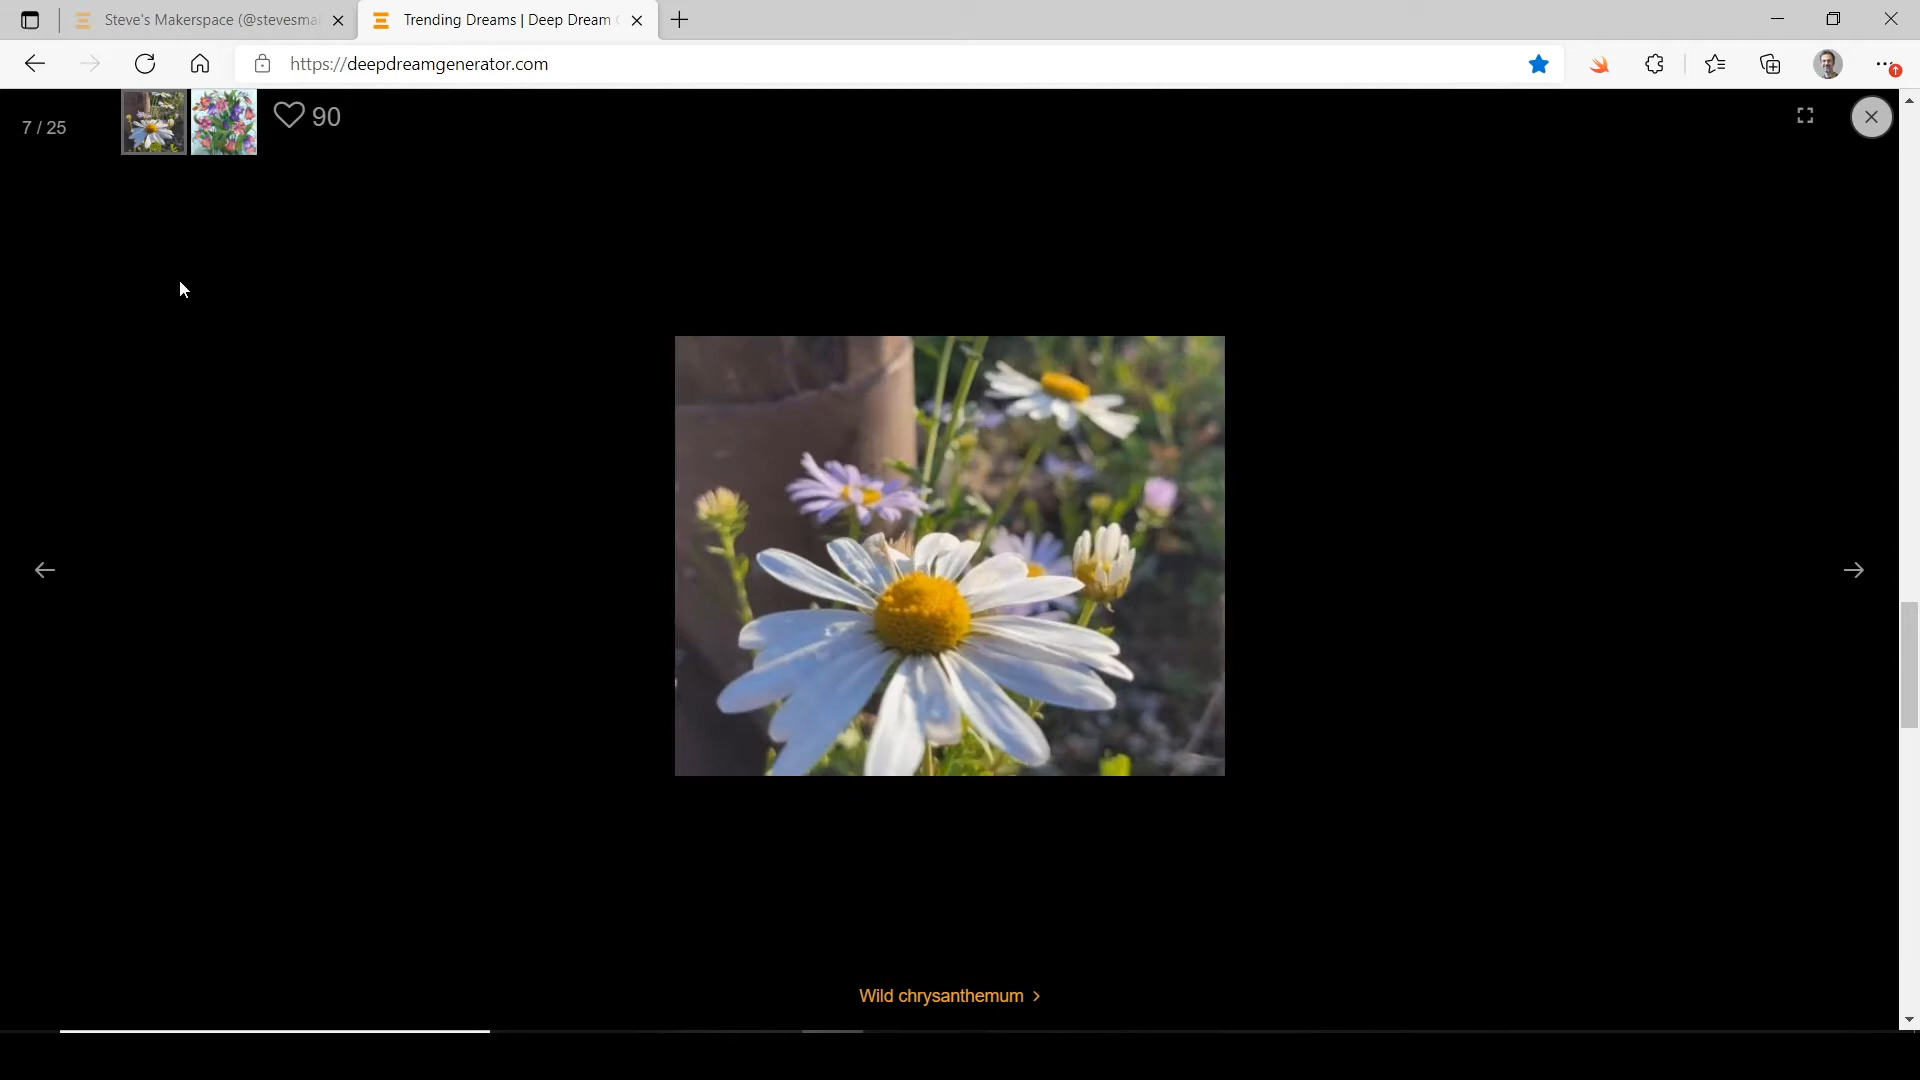 Steve's Makerspace (@stevesma
Trending Dreams | Deep Dream
https://deepdreamgenerator.com
7 / 25
90
Wild chrysanthemum >